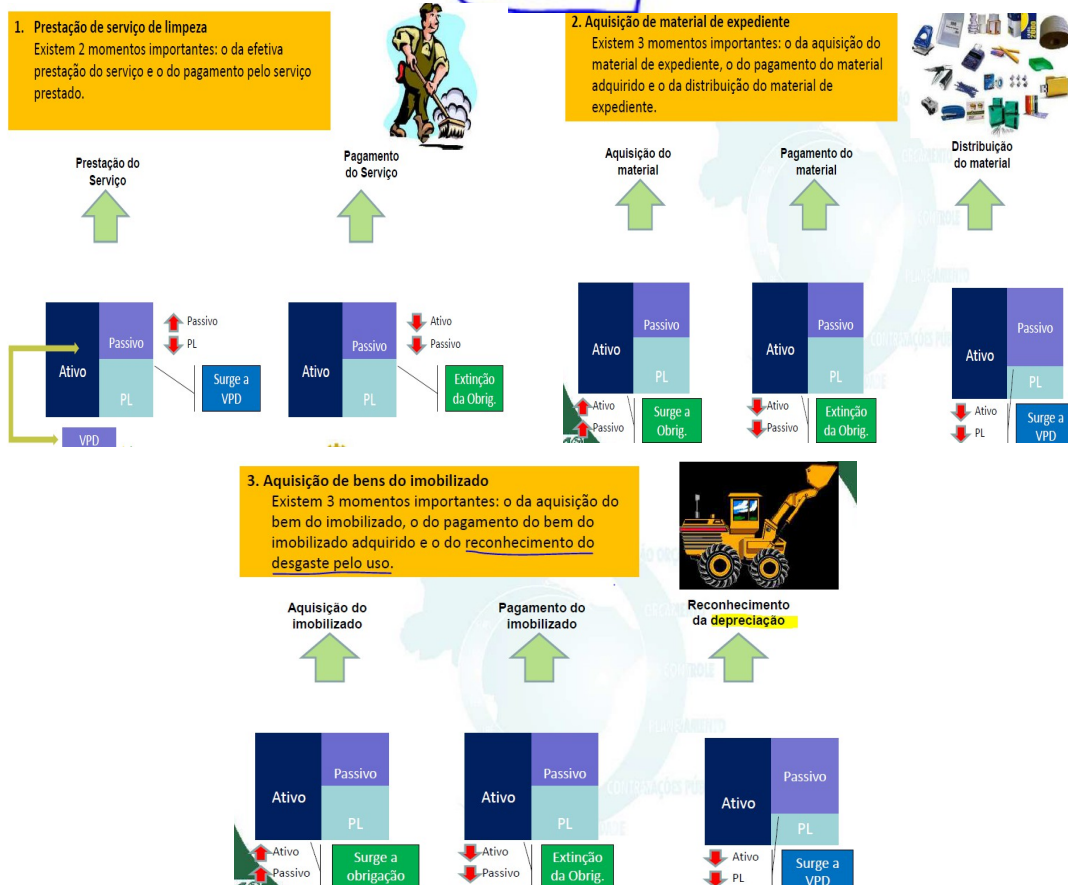 1. Prestação de serviço de limpeza
Existem 2 momentos importantes: o da efetiva
prestação do serviço e o do pagamento pelo serviço
prestado.
Prestação do
Serviço
Pagamento
do Serviço
Ativo
Passivo
PL
Passivo
PL
Surge a
VPD
VPD
Ativo
Passivo
PL
Ativo
Passivo
Extinção
da Obrig.
2. Aquisição de material de expediente
Existem 3 momentos importantes: o da aquisição do
material de expediente, o do pagamento do material
adquirido e o da distribuição do material de
expediente.
Aquisição do
material
Pagamento do
material
Distribuição
do material
Ativo
Passivo
PL
Ativo
Passivo
Surge a
Obrig.
Ativo
Passivo
PL
Ativo
Passivo
Extinção
da Obrig.
Ativo
Passivo
PL
Ativo
PL
Surge a
VPD
3. Aquisição de bens do imobilizado
Existem 3 momentos importantes: o da aquisição do
bem do imobilizado, o do pagamento do bem do
imobilizado adquirido e o do reconhecimento do
desgaste pelo uso.
Aquisição do
imobilizado
Pagamento do
imobilizado
Reconhecimento
da depreciação
Ativo
Passivo
PL
Ativo
Passivo
Surge a
obrigação
Ativo
Passivo
PL
Ativo
Passivo
Extinção
da Obrig.
Ativo
Passivo
PL
Ativo
PL
Surge a
VPD